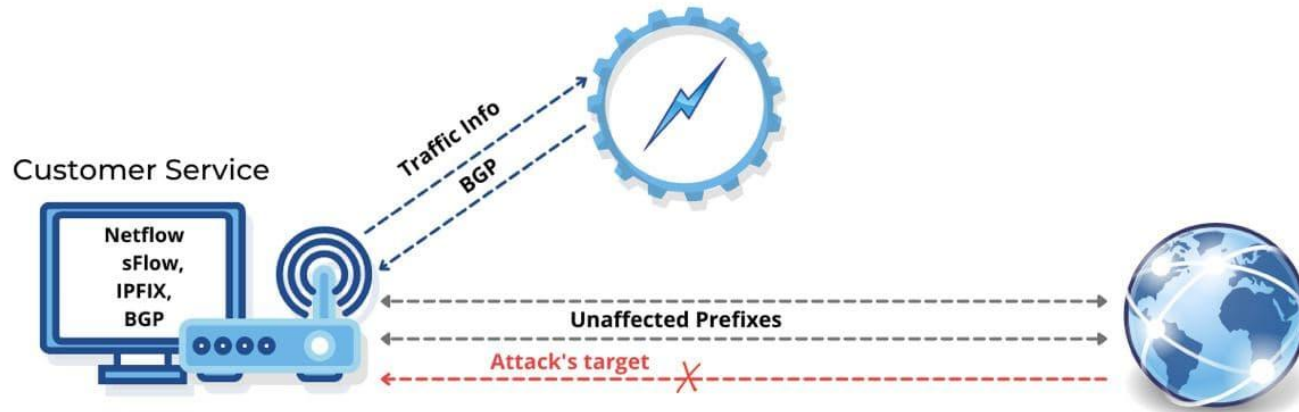 Traffic Info
BGP
Customer Service
Netflow
sFlow,
IPFIX,
BGP
Unaffected Prefixes
Attack's target